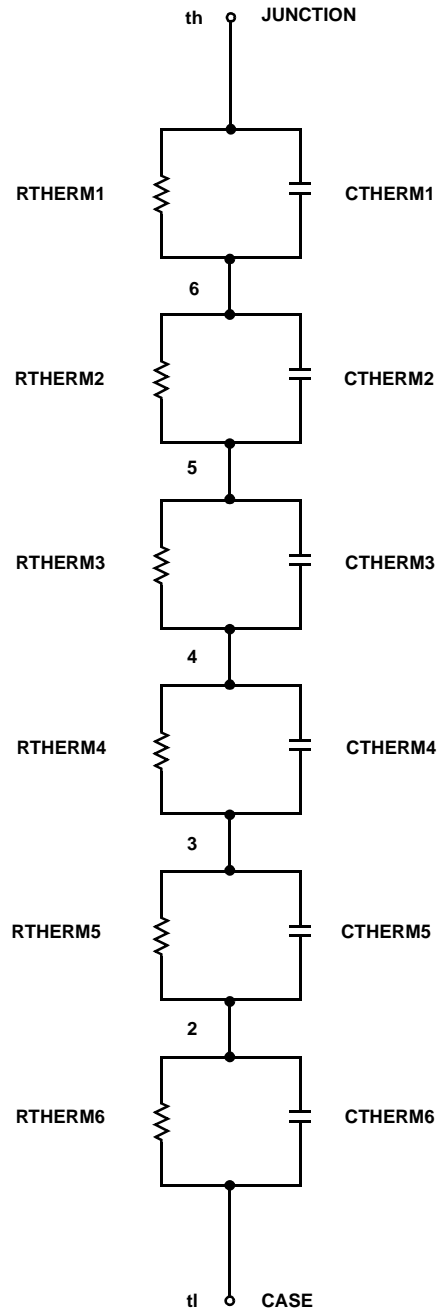 th JUNCTION
RTHERM1 CTHERM1
6
RTHERM2 CTHERM2
5
RTHERM3 CTHERM3
4
RTHERM4 CTHERM4
3
RTHERM5 CTHERM5
2
RTHERM6 CTHERM6
tl CASE